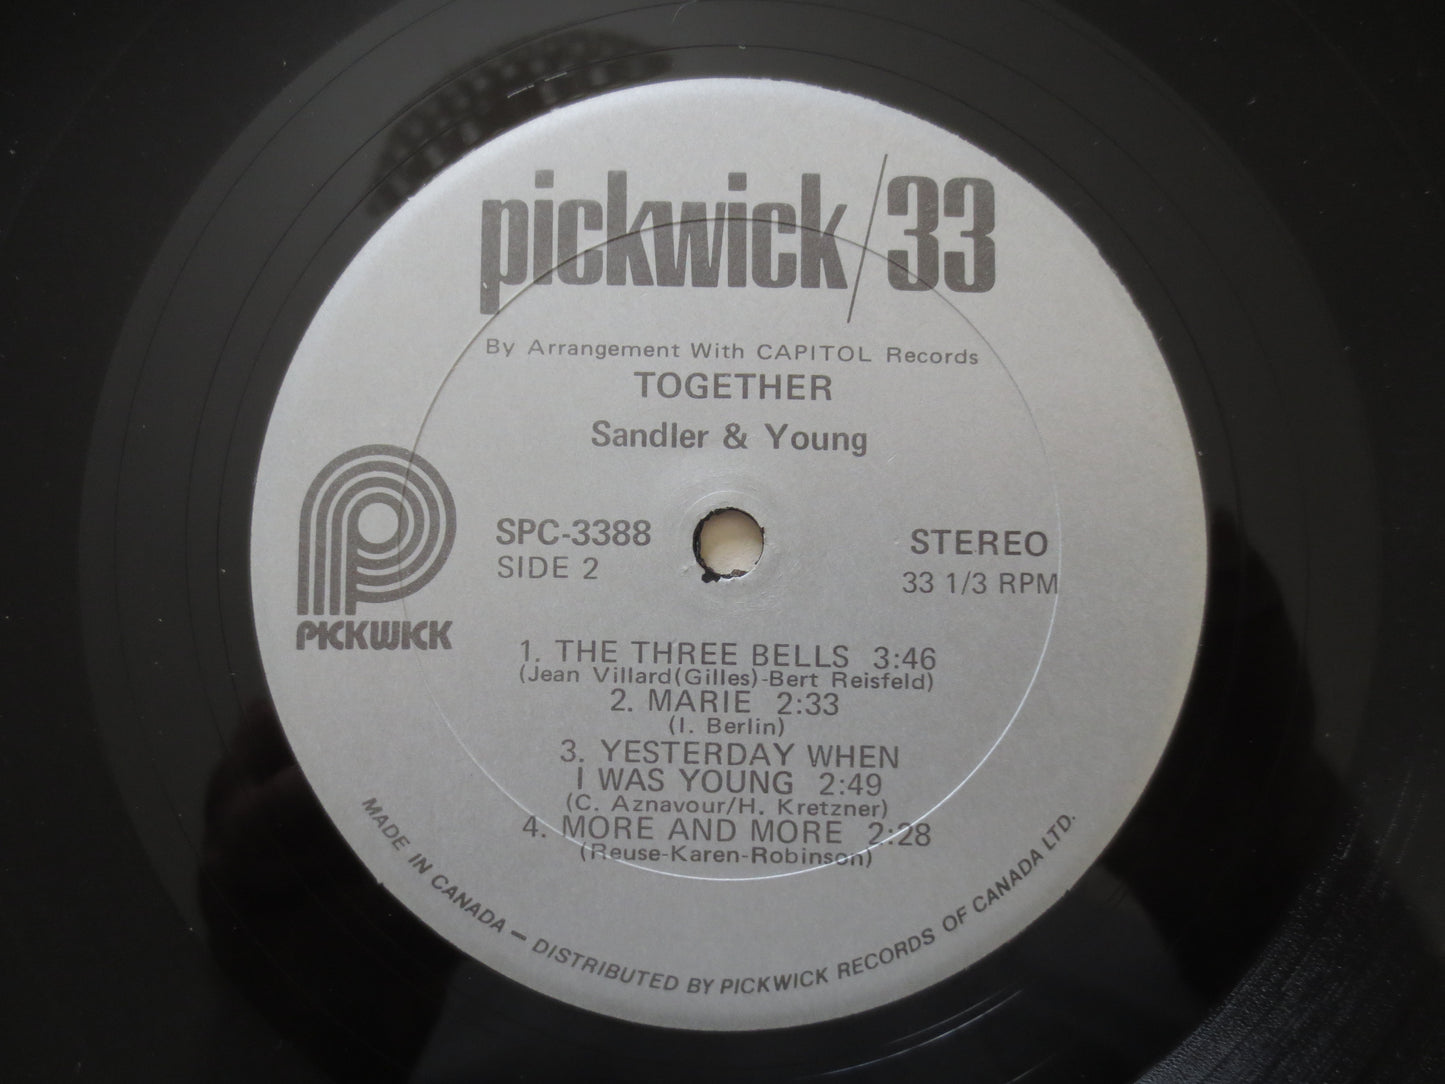 pickwick/33
By Arrangement With CAPITOL Records
TOGETHER
Sandler & Young
PICKWICK
SPC-3388
SIDE 2
STEREO
33 1/3 RPM
1. THE THREE BELLS 3:46
(Jean Villard(Gilles)-Bert Reisfeld)
2. MARIE 2:33
(I. Berlin)
3. YESTERDAY WHEN
I WAS YOUNG 2:49
(C. Aznavour/H. Kretzner)
4. MORE AND MORE 2:28
(Reuse-Karen-Robinson)
MADE IN CANADA — DISTRIBUTED BY PICKWICK RECORDS OF CANADA LTD.